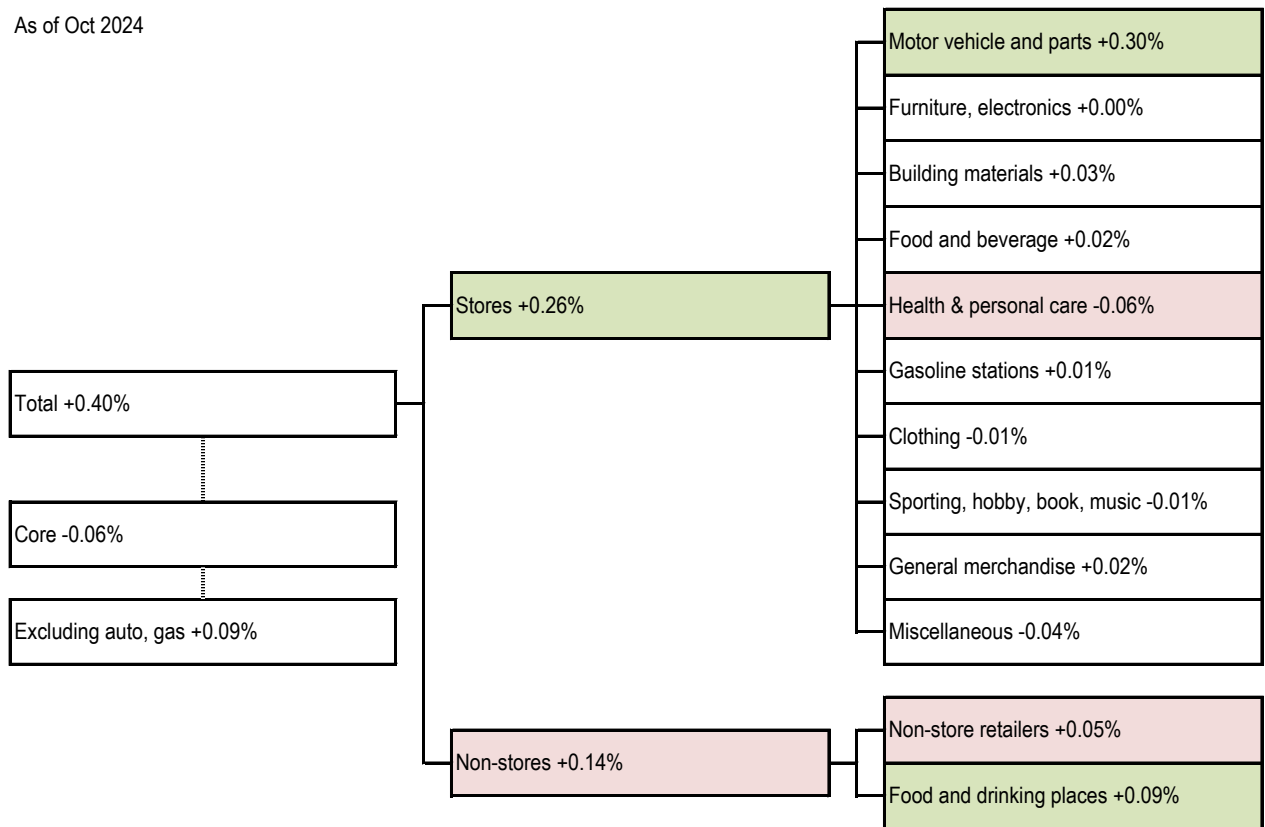 As of Oct 2024
Total +0.40%
Core -0.06%
Excluding auto, gas +0.09%
Stores +0.26%
Non-stores +0.14%
Motor vehicle and parts +0.30%
Furniture, electronics +0.00%
Building materials +0.03%
Food and beverage +0.02%
Health & personal care -0.06%
Gasoline stations +0.01%
Clothing -0.01%
Sporting, hobby, book, music -0.01%
General merchandise +0.02%
Miscellaneous -0.04%
Non-store retailers +0.05%
Food and drinking places +0.09%